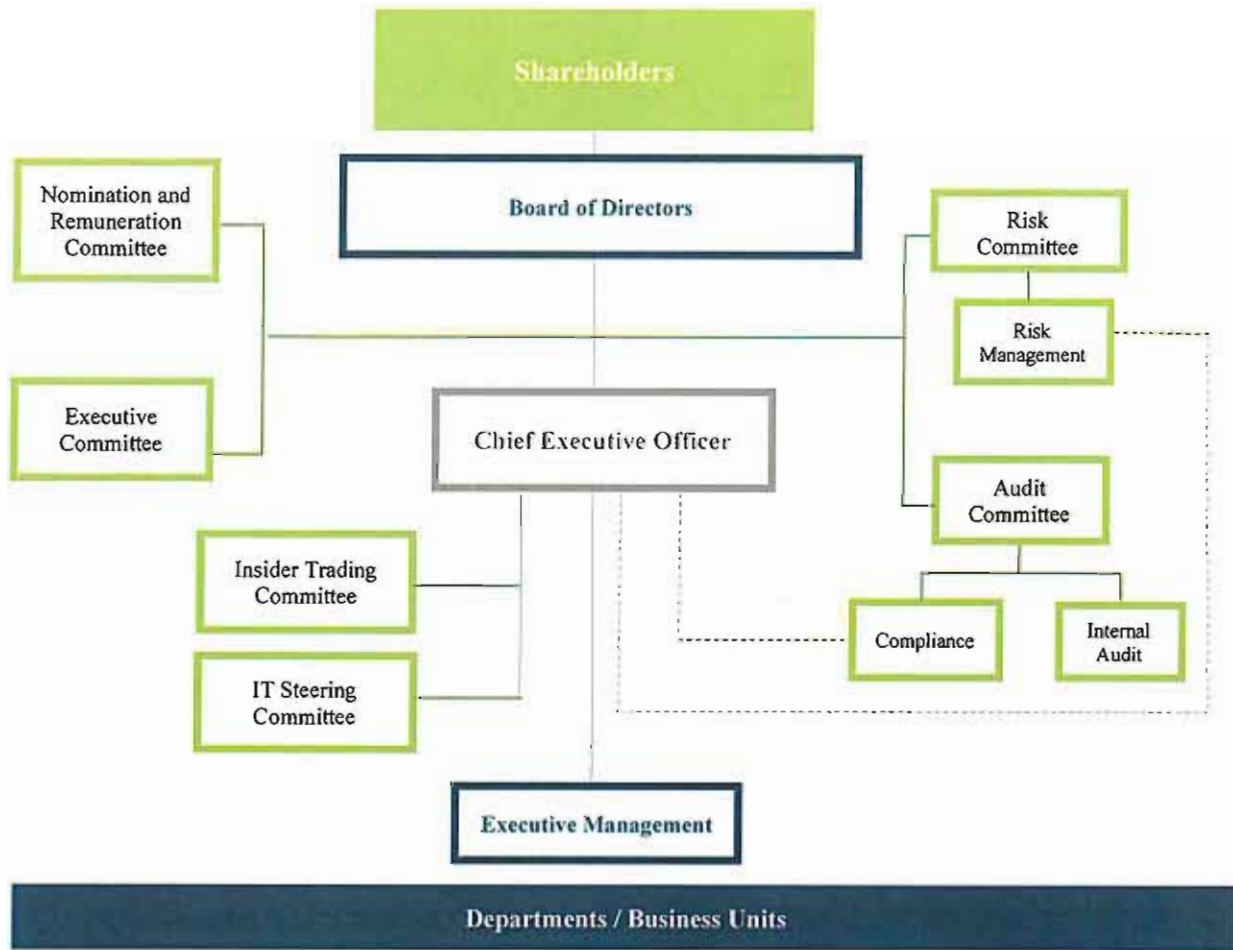 Shareholders
Board of Directors
Nomination and
Remuneration
Committee
Risk
Committee
Risk
Management
Executive
Committee
Chief Executive Officer
Audit
Committee
Insider Trading
Committee
Compliance
Internal
Audit
IT Steering
Committee
Executive Management
Departments / Business Units